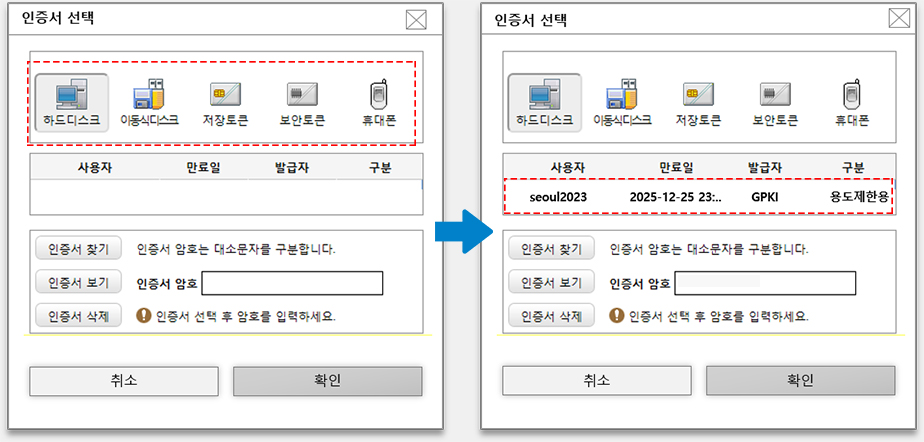 인증서 선택
하드디스크 이동식디스크 저장토큰 보안토큰 휴대폰
사용자 만료일 발급자 구분
인증서 찾기 인증서 암호는 대소문자를 구분합니다.
인증서 보기 인증서 암호
인증서 삭제 ! 인증서 선택 후 암호를 입력하세요.
취소 확인
인증서 선택
하드디스크 이동식디스크 저장토큰 보안토큰 휴대폰
사용자 만료일 발급자 구분
seoul2023 2025-12-25 23:.. GPKI 용도제한용
인증서 찾기 인증서 암호는 대소문자를 구분합니다.
인증서 보기 인증서 암호
인증서 삭제 ! 인증서 선택 후 암호를 입력하세요.
취소 확인